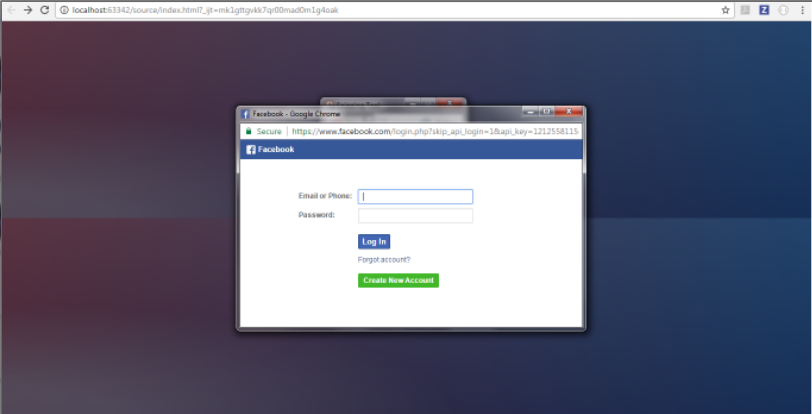 localhost:63342/source/index.html?_ijt=mk1gttgvkk7qr00mad0m1g4oak
Facebook - Google Chrome
Secure | https://www.facebook.com/login.php?skip_api_login=1&api_key=1212558115
Facebook
Email or Phone:
Password:
Log In
Forgot account?
Create New Account